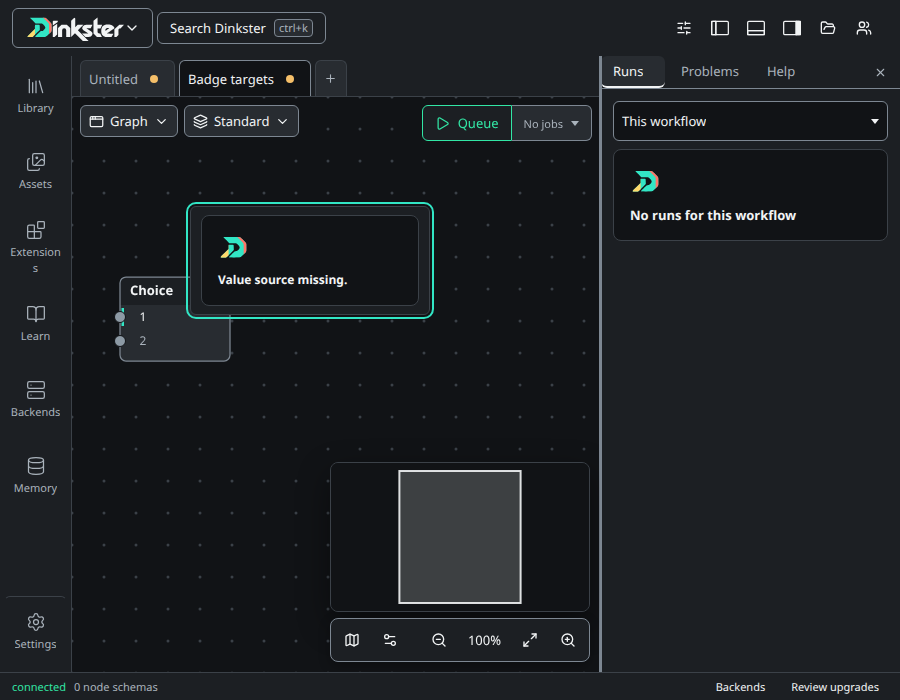 Dinkster
Search Dinkster ctrl+k
Library
Assets
Extensions
Learn
Backends
Memory
Settings
Untitled
Badge targets
+
Graph
Standard
Queue
No jobs
Value source missing.
Choice
1
2
100%
Runs
Problems
Help
This workflow
No runs for this workflow
connected
0 node schemas
Backends
Review upgrades